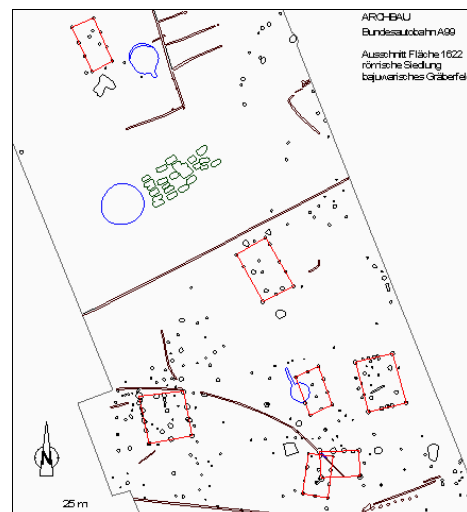 ARCHBAU
Bundesautobahn A99
Ausschnitt Fläche 1622
römische Siedlung
bajuwarisches Gräberfel
N
25 m